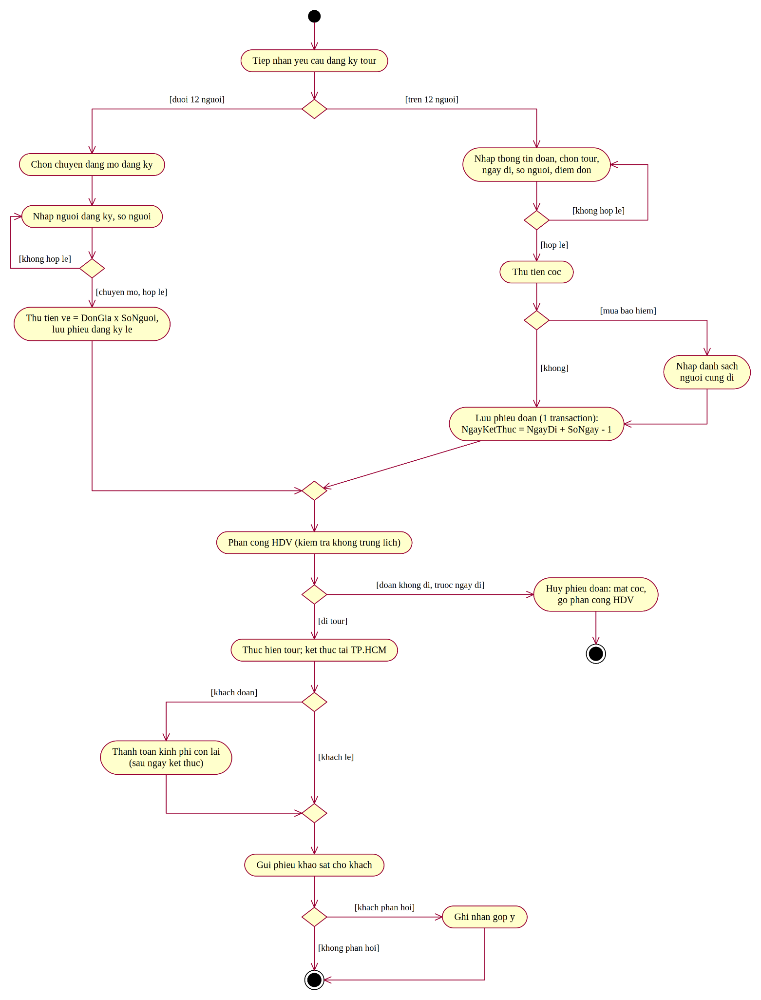 Tiep nhan yeu cau dang ky tour
[duoi 12 nguoi]
[tren 12 nguoi]
Chon chuyen dang mo dang ky
Nhap thong tin doan, chon tour,
ngay di, so nguoi, diem don
Nhap nguoi dang ky, so nguoi
[khong hop le]
[khong hop le]
[hop le]
[chuyen mo, hop le]
Thu tien coc
Thu tien ve = DonGia x SoNguoi,
luu phieu dang ky le
[mua bao hiem]
[khong]
Nhap danh sach
nguoi cung di
Luu phieu doan (1 transaction):
NgayKetThuc = NgayDi + SoNgay - 1
Phan cong HDV (kiem tra khong trung lich)
[doan khong di, truoc ngay di]
Huy phieu doan: mat coc,
go phan cong HDV
[di tour]
Thuc hien tour; ket thuc tai TP.HCM
[khach doan]
Thanh toan kinh phi con lai
(sau ngay ket thuc)
[khach le]
Gui phieu khao sat cho khach
[khach phan hoi]
Ghi nhan gop y
[khong phan hoi]